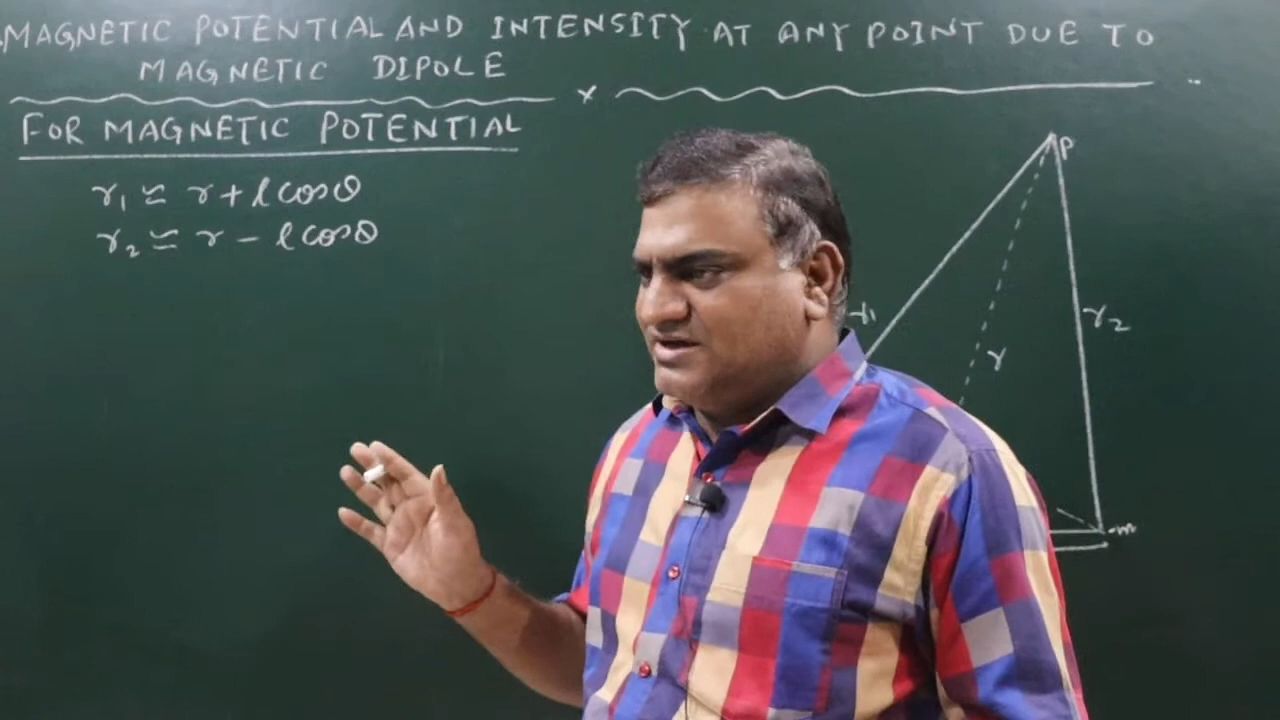 MAGNETIC POTENTIAL AND INTENSITY AT ANY POINT DUE TO
MAGNETIC DIPOLE
x
FOR MAGNETIC POTENTIAL
r₁ ≃ r + l cosθ
r₂ ≃ r - l cosθ
P
r₁
r₂
r
-m